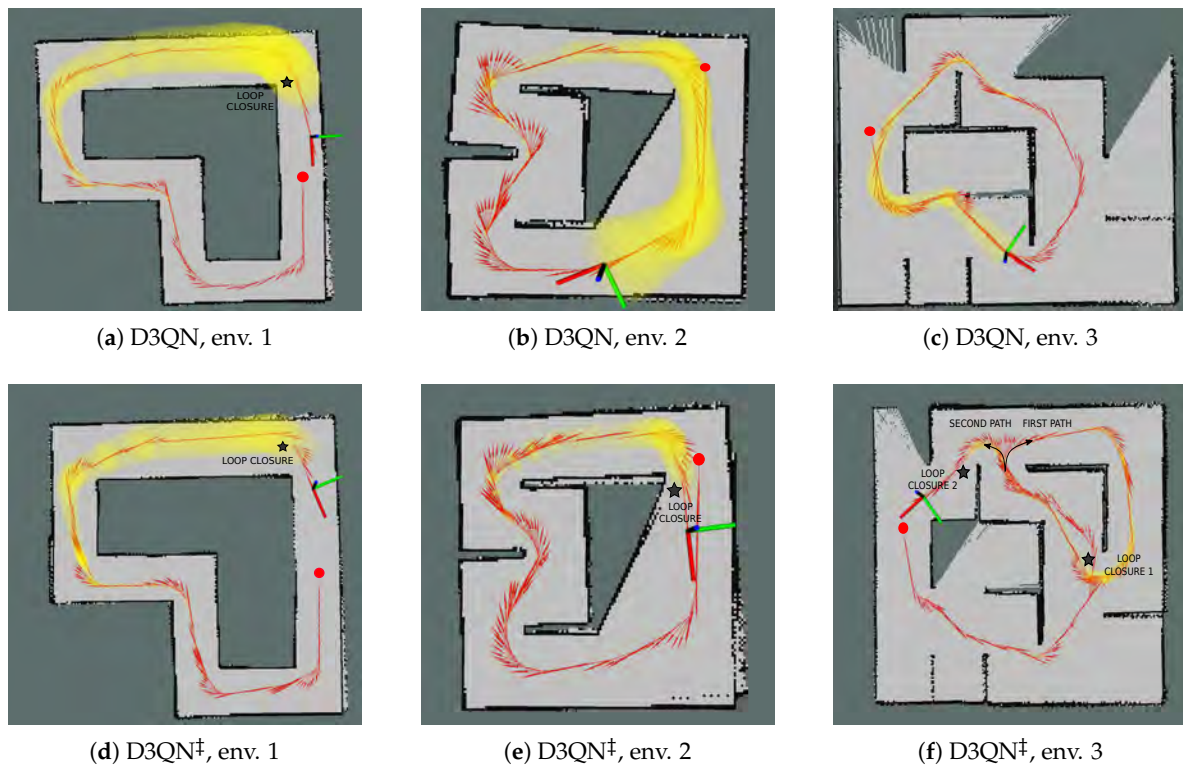 LOOP
CLOSURE
(a) D3QN, env. 1
(b) D3QN, env. 2
(c) D3QN, env. 3
LOOP CLOSURE
LOOP
CLOSURE
SECOND PATH
FIRST PATH
LOOP
CLOSURE 2
LOOP
CLOSURE 1
(d) D3QN‡, env. 1
(e) D3QN‡, env. 2
(f) D3QN‡, env. 3